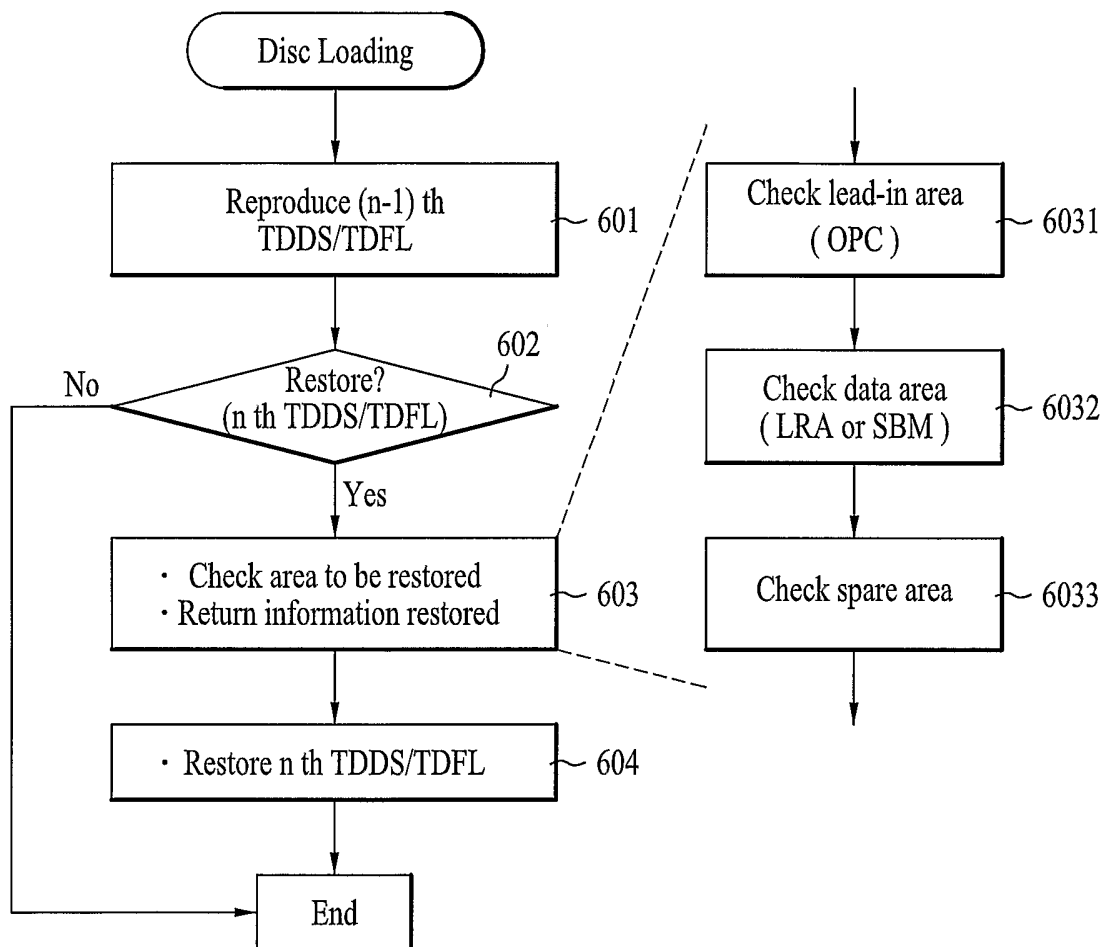 Disc Loading
Reproduce (n-1) th
TDDS/TDFL
601
602
Restore?
(n th TDDS/TDFL)
No
Yes
· Check area to be restored
· Return information restored
603
· Restore n th TDDS/TDFL
604
End
Check lead-in area
( OPC )
6031
Check data area
( LRA or SBM )
6032
Check spare area
6033